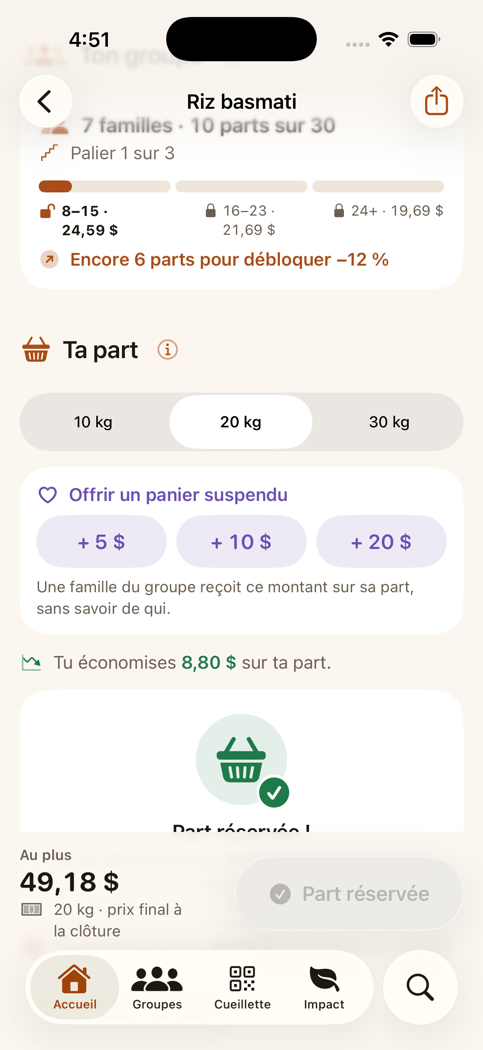 4:51
Ton groupe
Riz basmati
7 familles · 10 parts sur 30
Palier 1 sur 3
8–15 ·
24,59 $
16–23 ·
21,69 $
24+ · 19,69 $
Encore 6 parts pour débloquer −12 %
Ta part
10 kg
20 kg
30 kg
Offrir un panier suspendu
+ 5 $
+ 10 $
+ 20 $
Une famille du groupe reçoit ce montant sur sa part,
sans savoir de qui.
Tu économises 8,80 $ sur ta part.
Part réservée !
Au plus
49,18 $
20 kg · prix final à
la clôture
Part réservée
Accueil
Groupes
Cueillette
Impact